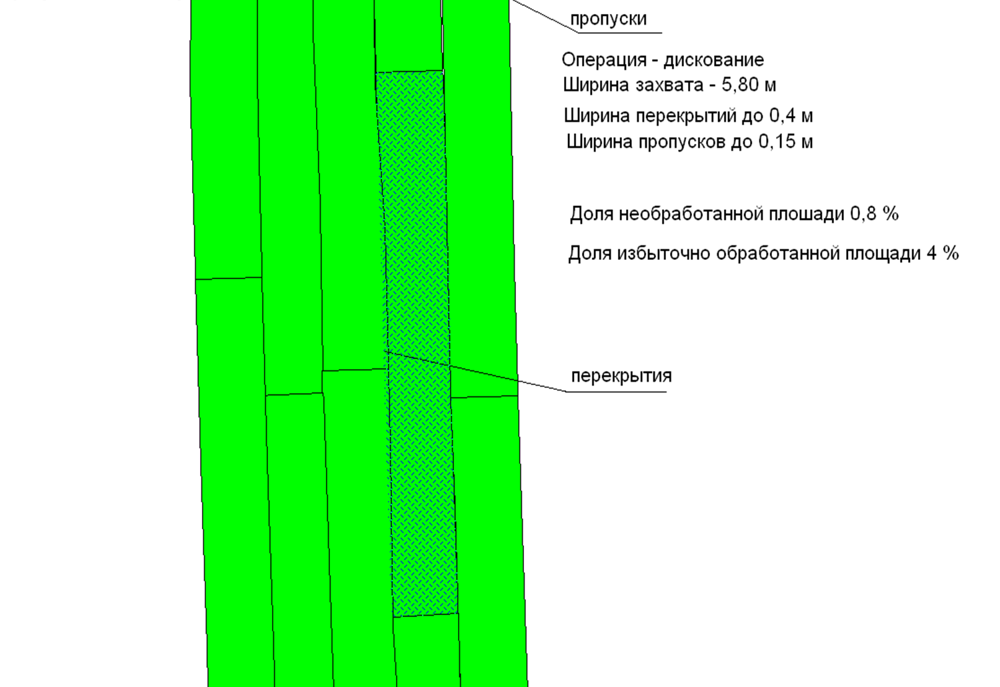 пропуски
Операция - дискование
Ширина захвата - 5,80 м
Ширина перекрытий до 0,4 м
Ширина пропусков до 0,15 м
Доля необработанной плошади 0,8 %
Доля избыточно обработанной площади 4 %
перекрытия